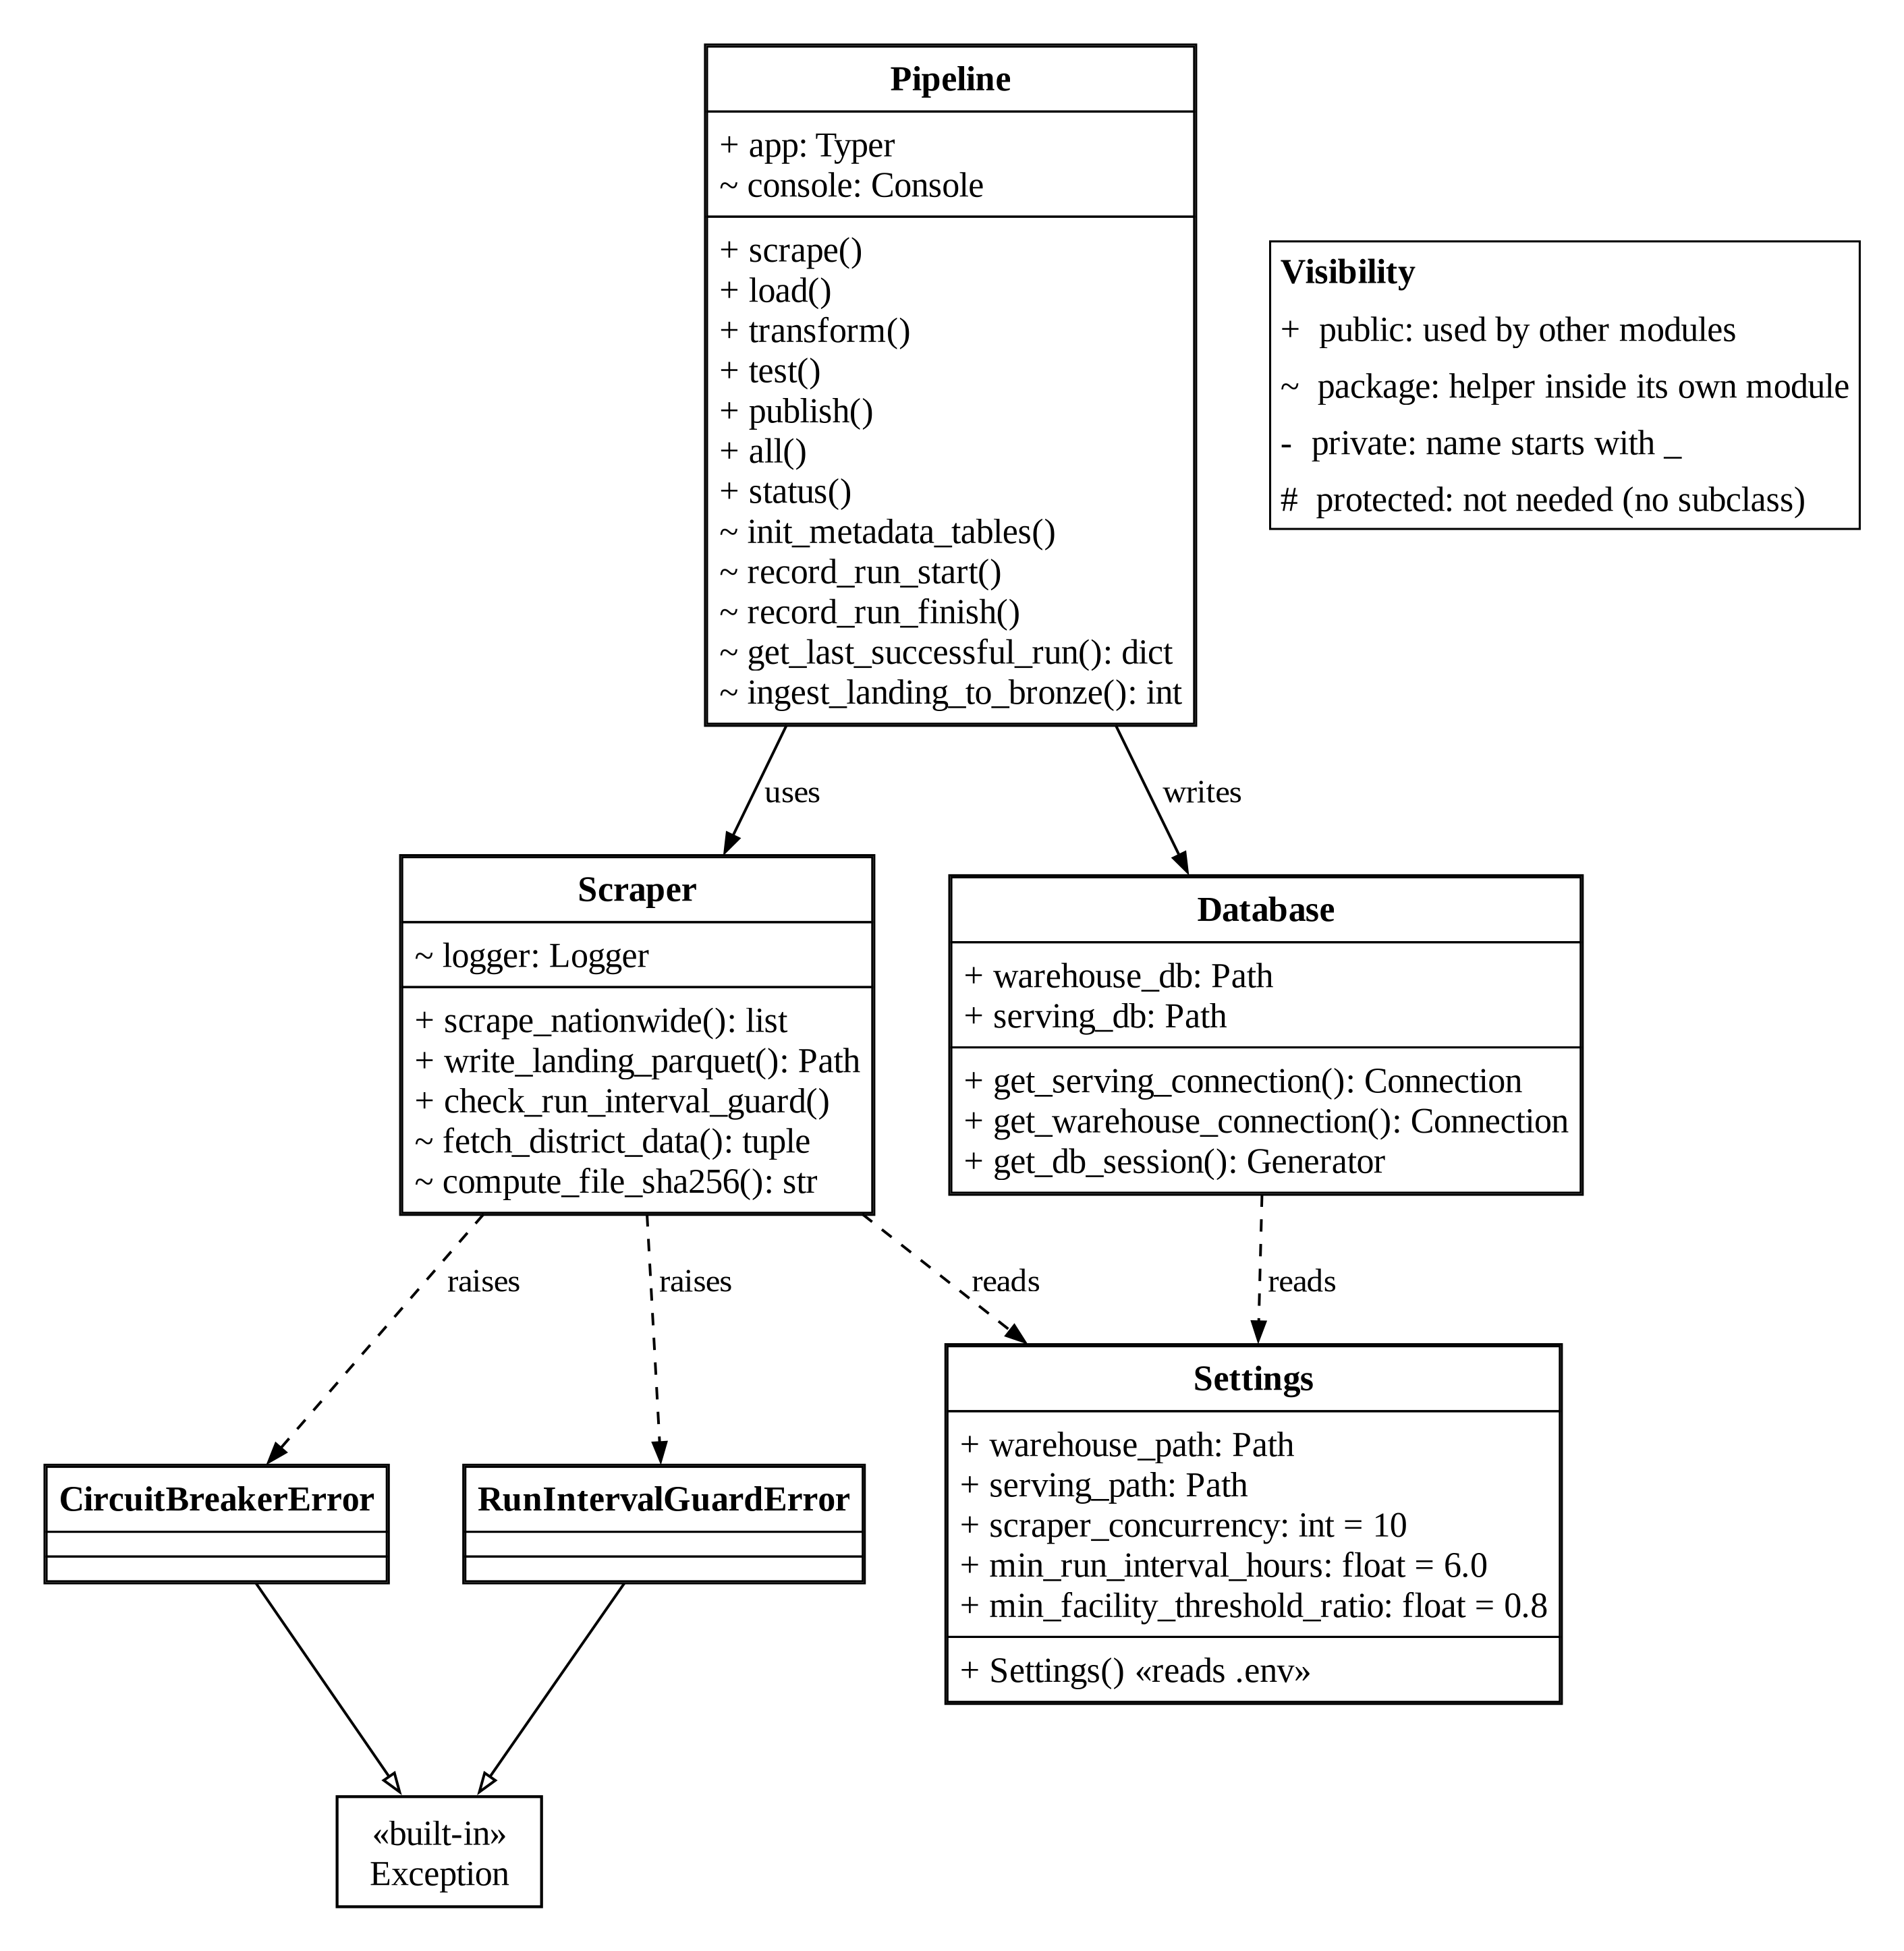 Pipeline
+ app: Typer
~ console: Console
+ scrape()
+ load()
+ transform()
+ test()
+ publish()
+ all()
+ status()
~ init_metadata_tables()
~ record_run_start()
~ record_run_finish()
~ get_last_successful_run(): dict
~ ingest_landing_to_bronze(): int
Visibility
+ public: used by other modules
~ package: helper inside its own module
- private: name starts with _
# protected: not needed (no subclass)
uses
writes
Scraper
~ logger: Logger
+ scrape_nationwide(): list
+ write_landing_parquet(): Path
+ check_run_interval_guard()
~ fetch_district_data(): tuple
~ compute_file_sha256(): str
Database
+ warehouse_db: Path
+ serving_db: Path
+ get_serving_connection(): Connection
+ get_warehouse_connection(): Connection
+ get_db_session(): Generator
raises
raises
reads
reads
CircuitBreakerError
RunIntervalGuardError
Settings
+ warehouse_path: Path
+ serving_path: Path
+ scraper_concurrency: int = 10
+ min_run_interval_hours: float = 6.0
+ min_facility_threshold_ratio: float = 0.8
+ Settings() «reads .env»
«built-in»
Exception